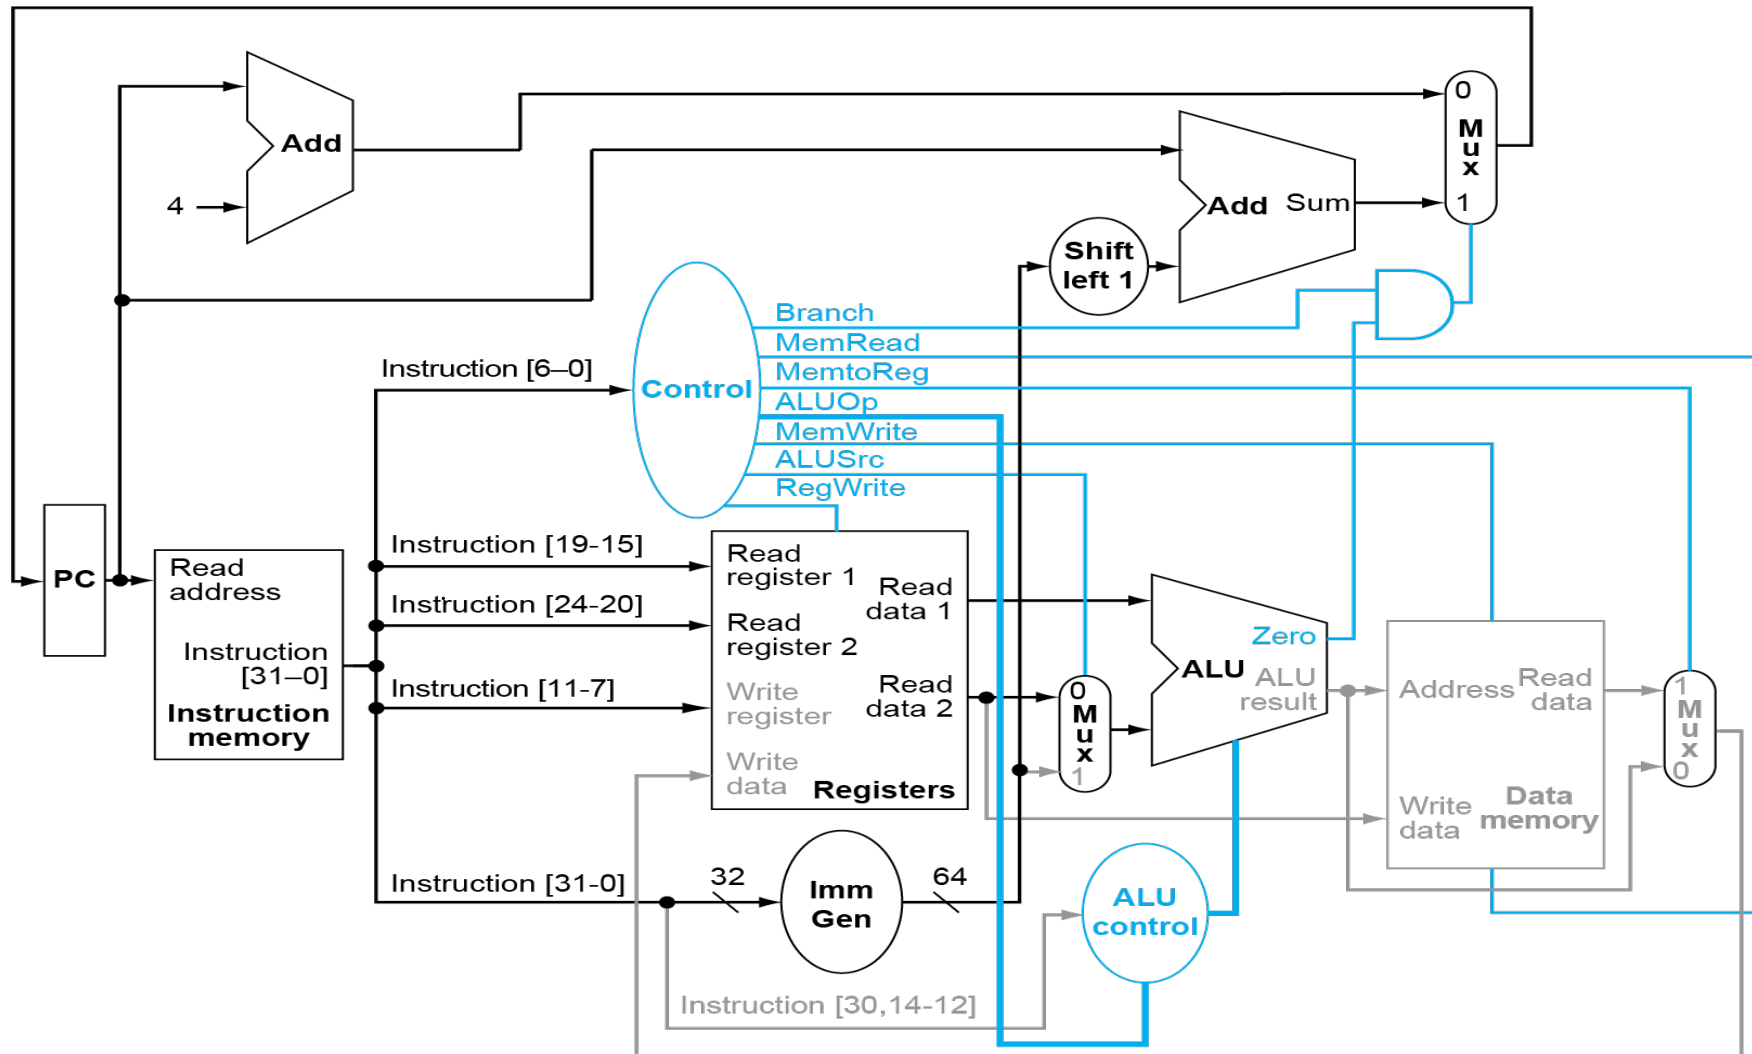 0
M
u
x
1
Add
4
Add Sum
Shift
left 1
Branch
MemRead
MemtoReg
ALUOp
MemWrite
ALUSrc
RegWrite
Instruction [6–0]
Control
PC
Read
address
Instruction
[31–0]
Instruction
memory
Instruction [19-15]
Instruction [24-20]
Instruction [11-7]
Instruction [31-0]
Read
register 1
Read
register 2
Write
register
Write
data
Read
data 1
Read
data 2
Registers
0
M
u
x
1
Zero
ALU
ALU
result
Address
Read
data
Write
data
Data
memory
1
M
u
x
0
32
Imm
Gen
64
ALU
control
Instruction [30,14-12]